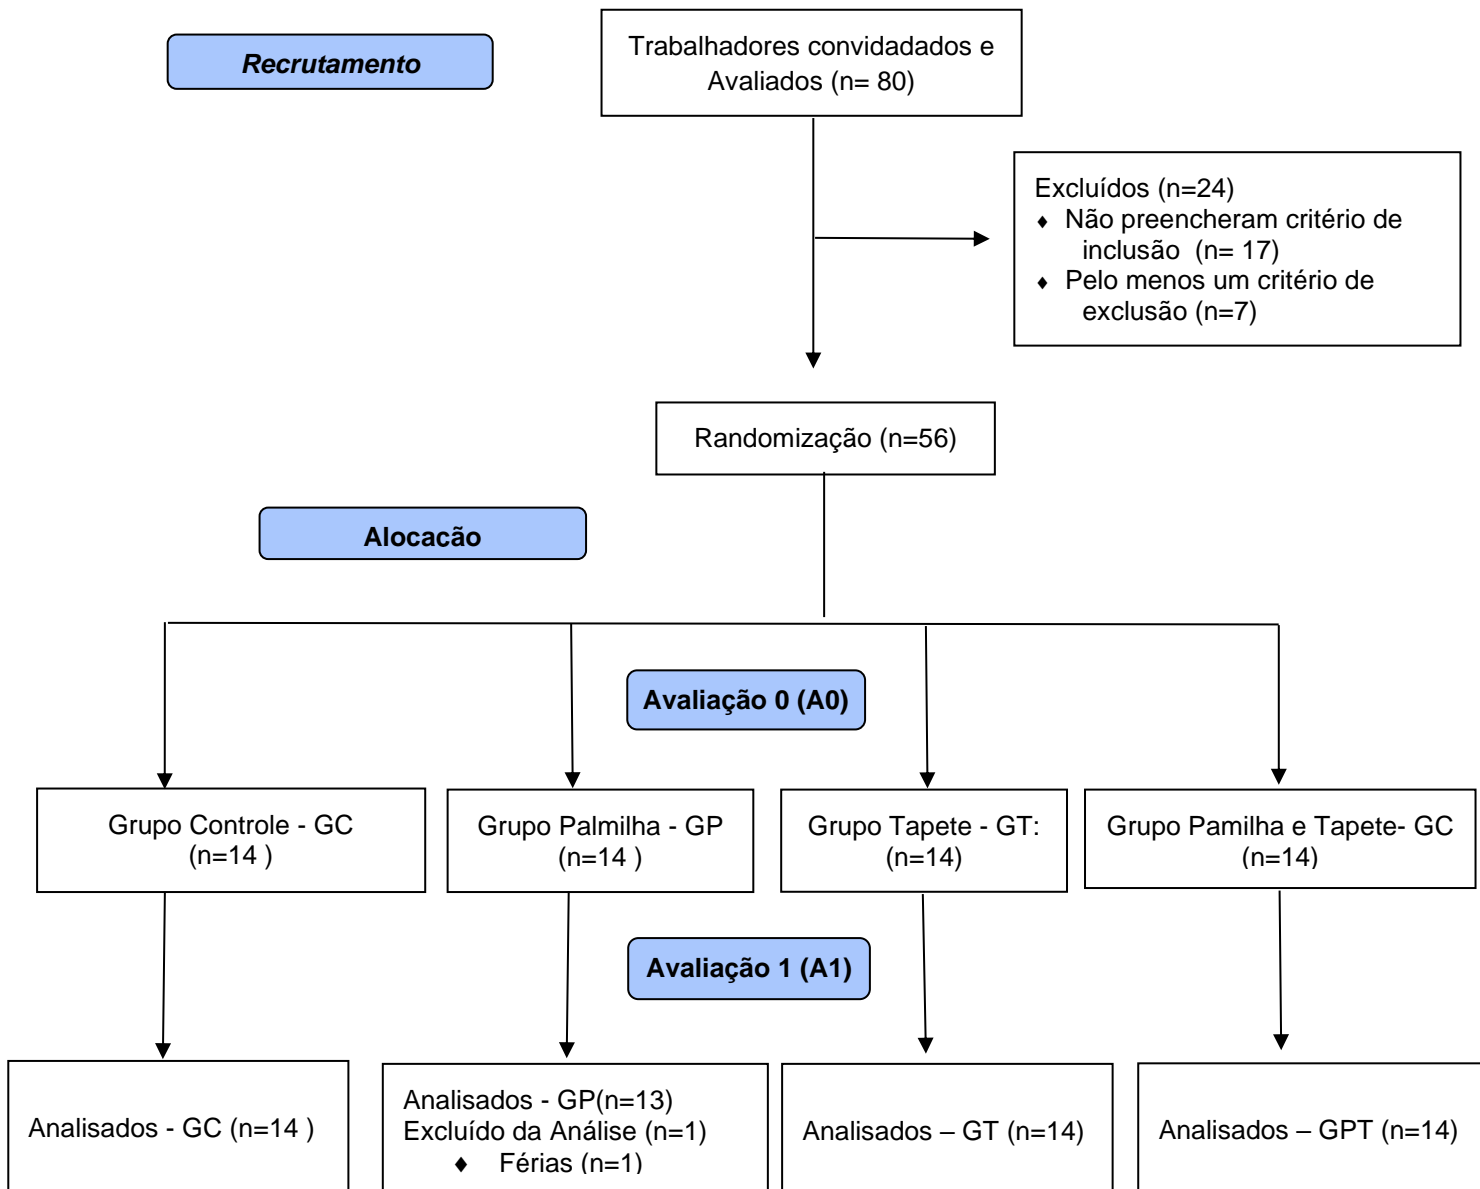 Recrutamento
Trabalhadores convidadados e
Avaliados (n= 80)
Excluídos (n=24)
♦ Não preencheram critério de
inclusão  (n= 17)
♦ Pelo menos um critério de
exclusão (n=7)
Randomização (n=56)
Alocacão
Avaliação 0 (A0)
Grupo Controle - GC
(n=14 )
Grupo Palmilha - GP
(n=14 )
Grupo Tapete - GT:
(n=14)
Grupo Pamilha e Tapete- GC
(n=14)
Avaliação 1 (A1)
Analisados - GC (n=14 )
Analisados - GP(n=13)
Excluído da Análise (n=1)
♦ Férias (n=1)
Analisados – GT (n=14)
Analisados – GPT (n=14)